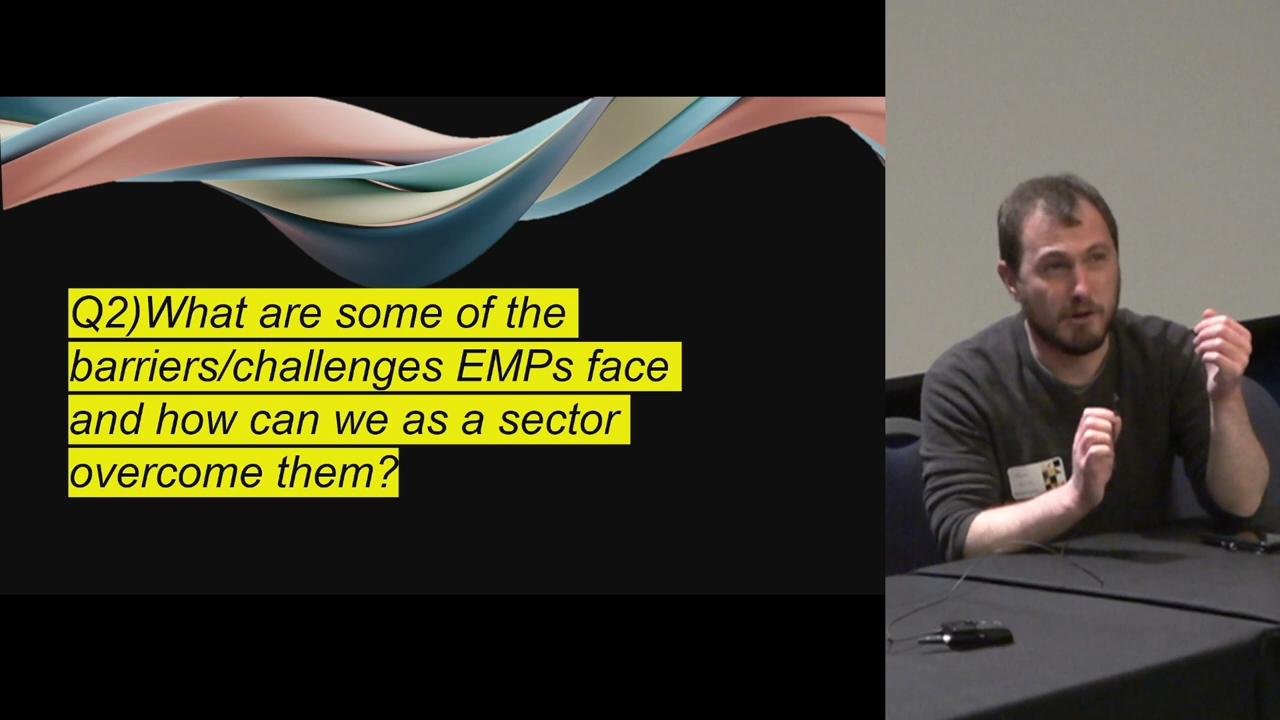 Q2)What are some of the
barriers/challenges EMPs face
and how can we as a sector
overcome them?